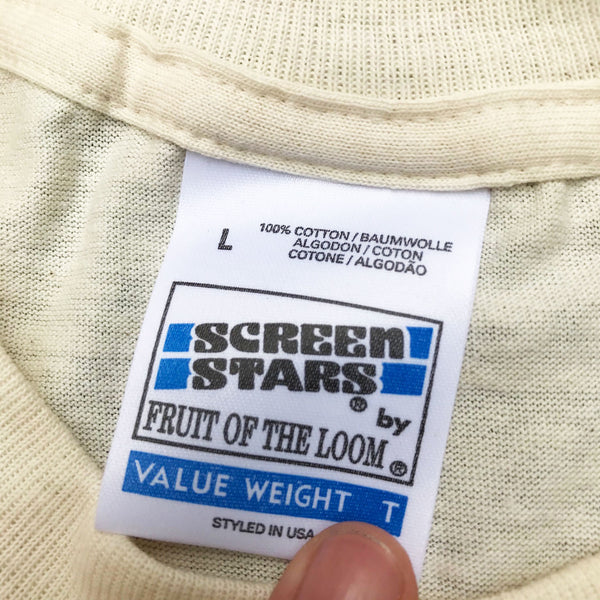 L
100% COTTON / BAUMWOLLE
ALGODON / COTON
COTONE / ALGODÃO
SCREEN
STARS®
by
FRUIT OF THE LOOM®
VALUE WEIGHT T
STYLED IN USA